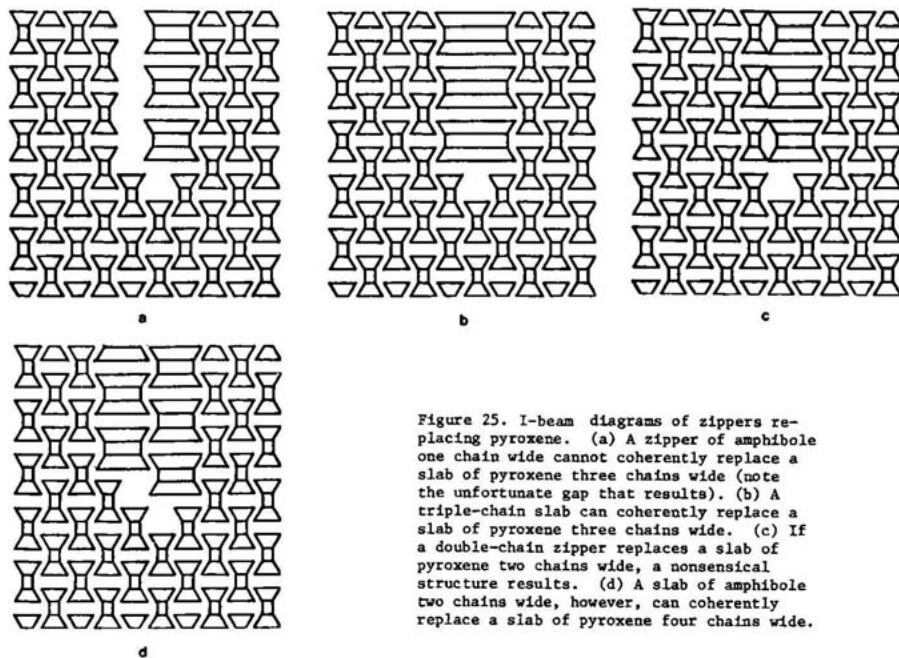 a
b
c
d
Figure 25. I-beam diagrams of zippers re-
placing pyroxene. (a) A zipper of amphibole
one chain wide cannot coherently replace a
slab of pyroxene three chains wide (note
the unfortunate gap that results). (b) A
triple-chain slab can coherently replace a
slab of pyroxene three chains wide. (c) If
a double-chain zipper replaces a slab of
pyroxene two chains wide, a nonsensical
structure results. (d) A slab of amphibole
two chains wide, however, can coherently
replace a slab of pyroxene four chains wide.